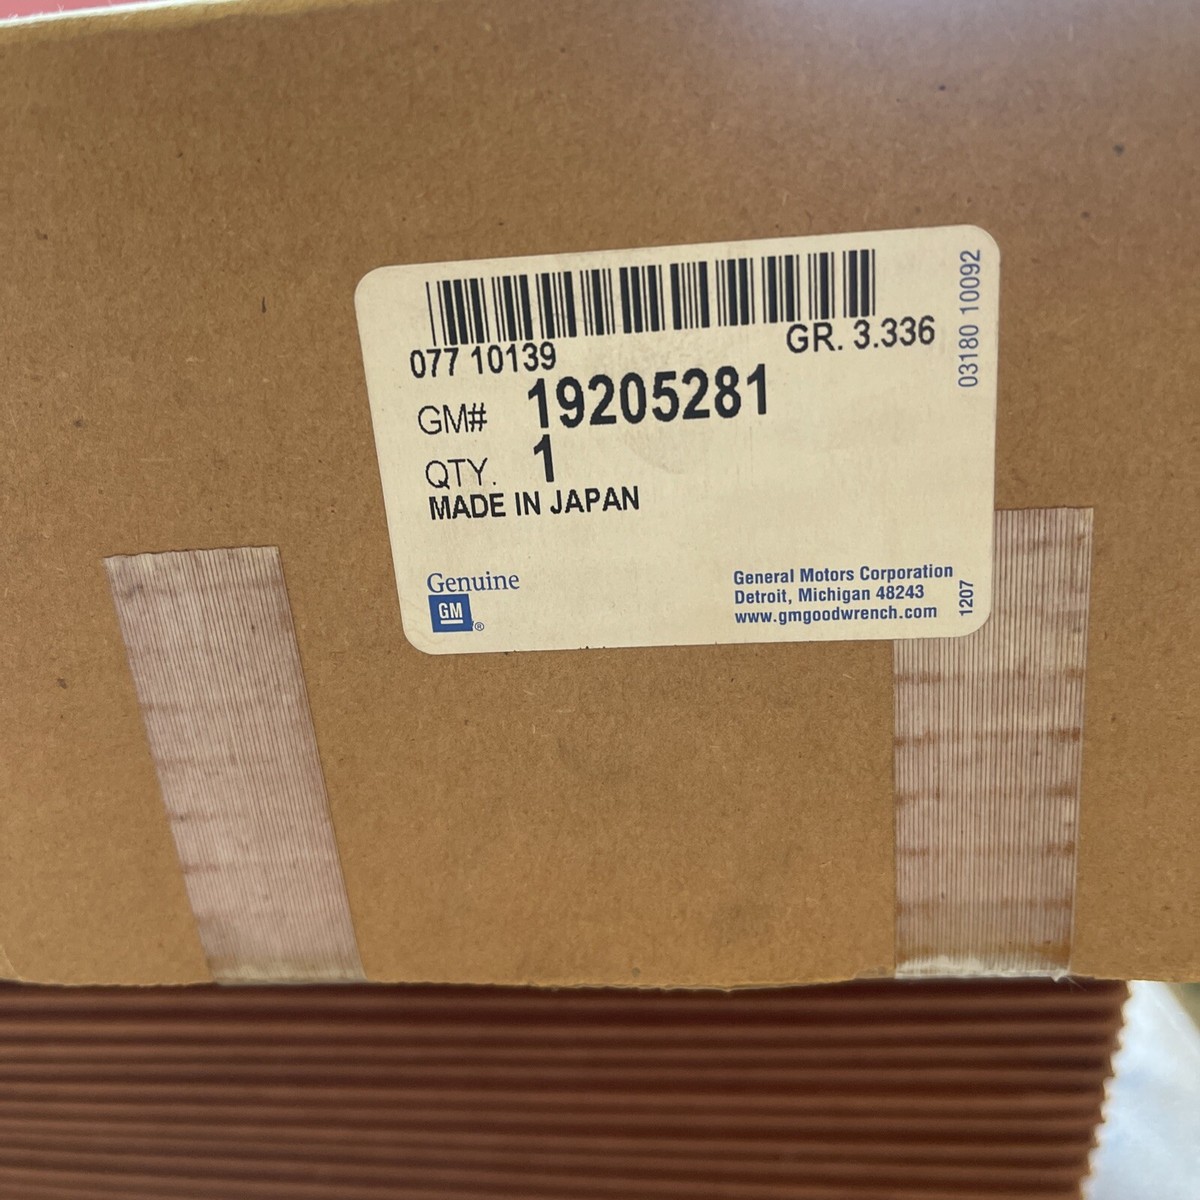 077 10139
GR. 3.336
GM# 19205281
QTY. 1
MADE IN JAPAN
Genuine
GM
®
General Motors Corporation
Detroit, Michigan 48243
www.gmgoodwrench.com
03180 10092
1207